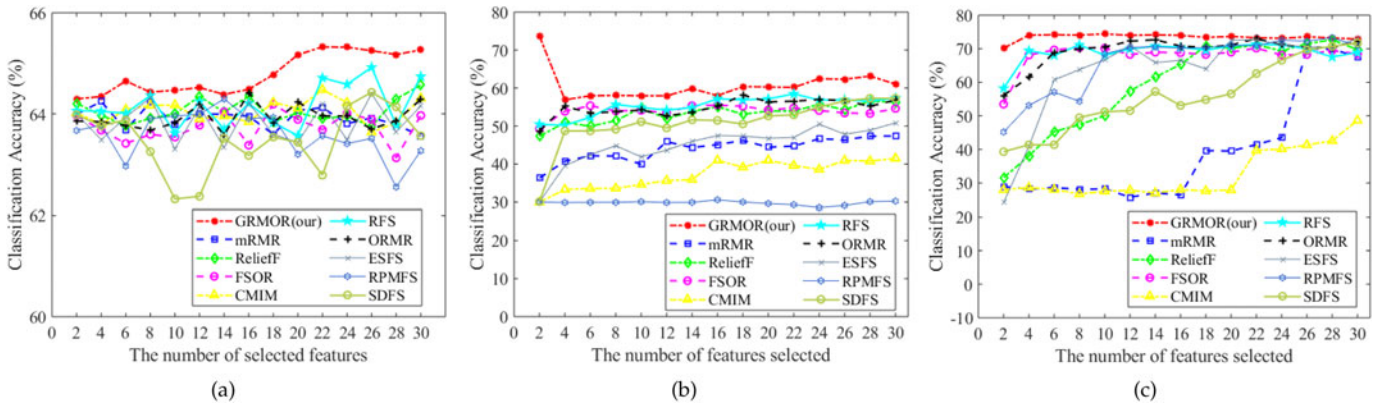 66
64
62
60
Classification Accuracy (%)
2 4 6 8 10 12 14 16 18 20 22 24 26 28 30
The number of selected features
GRMOR(our)
mRMR
ReliefF
FSOR
CMIM
RFS
ORMR
ESFS
RPMFS
SDFS
(a)
80
70
60
50
40
30
20
10
0
Classification Accuracy (%)
2 4 6 8 10 12 14 16 18 20 22 24 26 28 30
The number of features selected
GRMOR(our)
mRMR
ReliefF
FSOR
CMIM
RFS
ORMR
ESFS
RPMFS
SDFS
(b)
80
70
60
50
40
30
20
10
0
-10
Classification Accuracy (%)
2 4 6 8 10 12 14 16 18 20 22 24 26 28 30
The number of features selected
GRMOR(our)
mRMR
ReliefF
FSOR
CMIM
RFS
ORMR
ESFS
RPMFS
SDFS
(c)